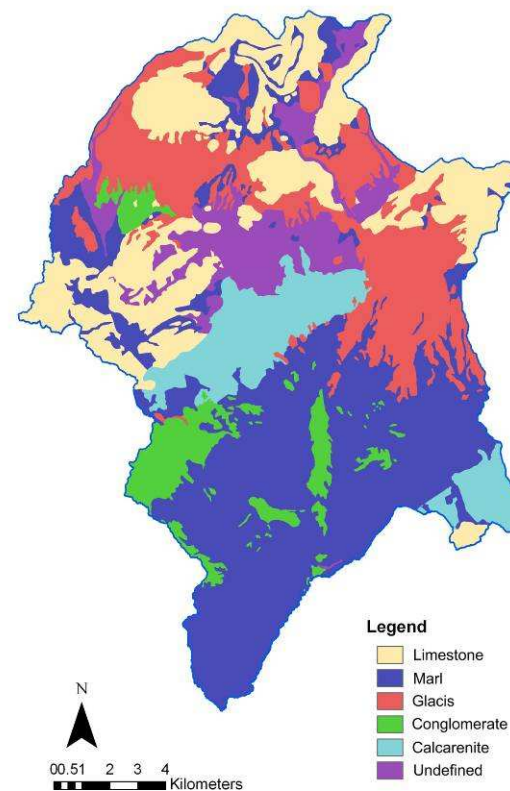 Legend
Limestone
Marl
Glacis
Conglomerate
Calcarenite
Undefined
N
00.51 2 3 4
Kilometers